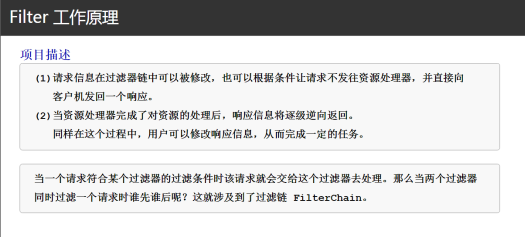 Filter 工作原理
项目描述
(1)请求信息在过滤器链中可以被修改，也可以根据条件让请求不发往资源处理器，并直接向
客户机发回一个响应。
(2)当资源处理器完成了对资源的处理后，响应信息将逐级逆向返回。
同样在这个过程中，用户可以修改响应信息，从而完成一定的任务。
当一个请求符合某个过滤器的过滤条件时该请求就会交给这个过滤器去处理。那么当两个过滤器
同时过滤一个请求时谁先谁后呢？这就涉及到了过滤链 FilterChain。